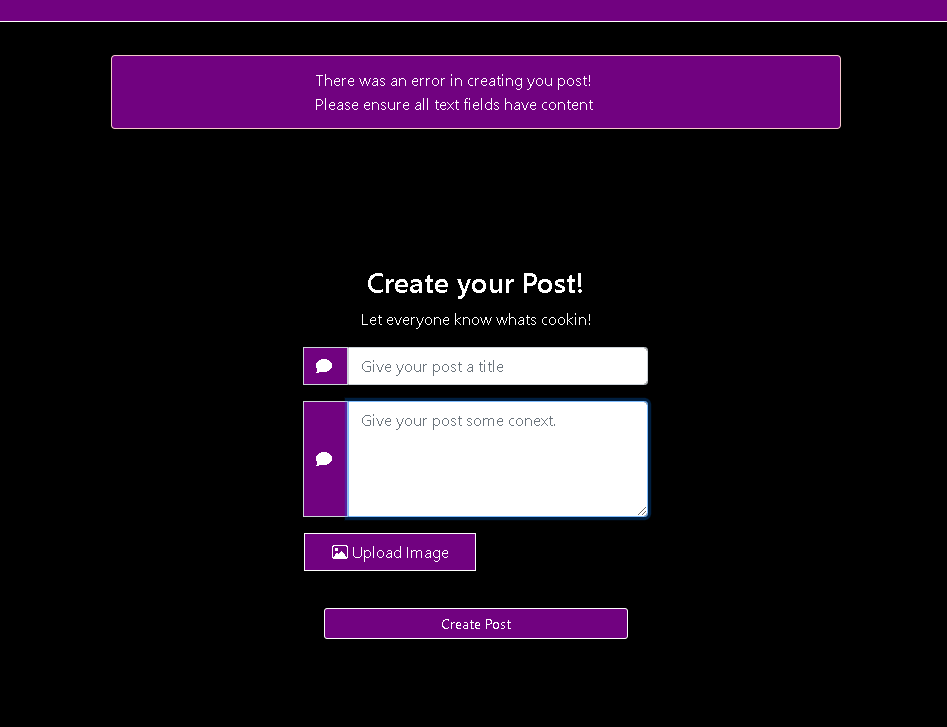 There was an error in creating you post!
Please ensure all text fields have content
Create your Post!
Let everyone know whats cookin!
Give your post a title
Give your post some conext.
Upload Image
Create Post